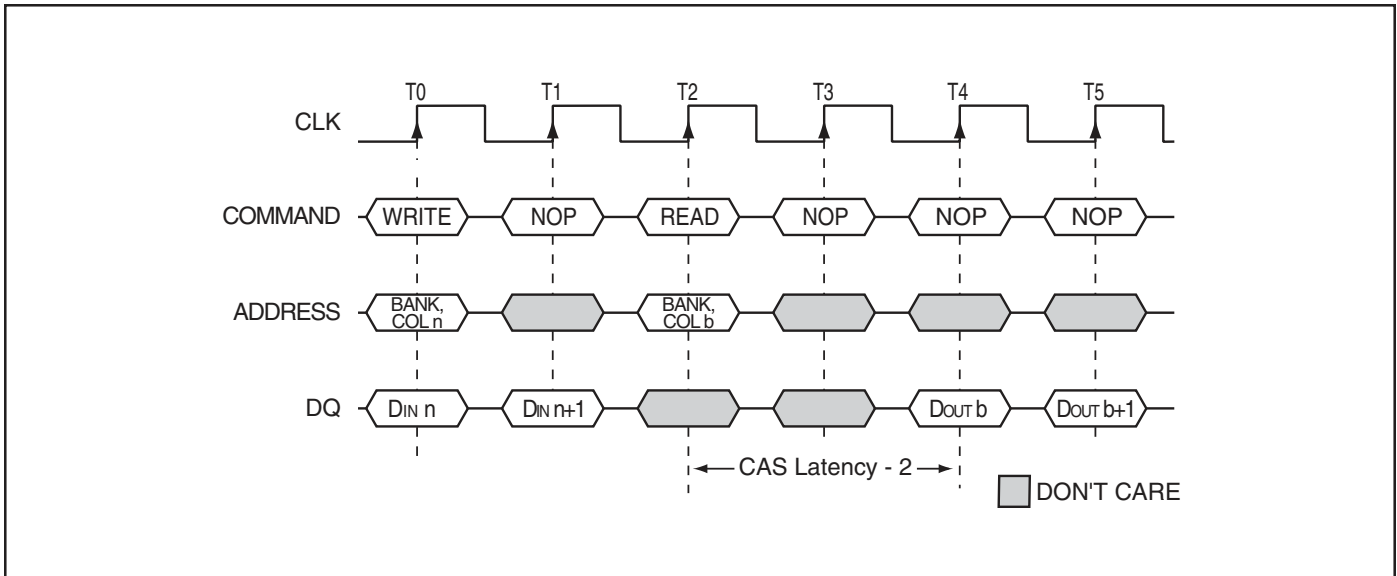 T0 T1 T2 T3 T4 T5
CLK
COMMAND WRITE NOP READ NOP NOP NOP
ADDRESS BANK, COL n BANK, COL b
DQ DIN n DIN n+1 DOUT b DOUT b+1
CAS Latency - 2
DON'T CARE